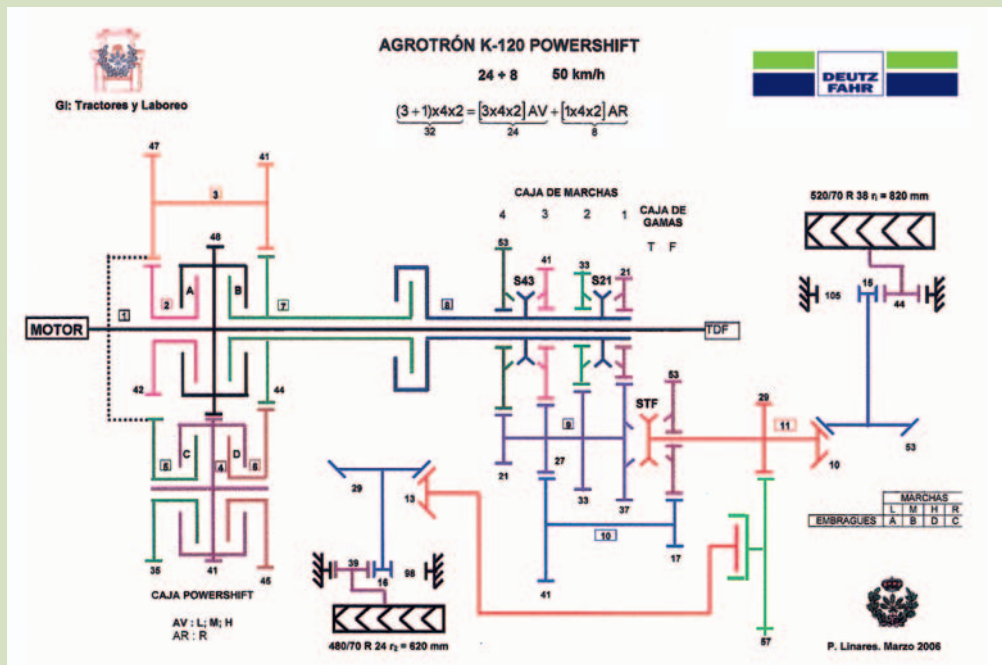 AGROTRÓN K-120 POWERSHIFT
24 + 8 50 km/h
GI: Tractores y Laboreo
DEUTZ
FAHR
(3 + 1)x4x2 = [3x4x2] AV + [1x4x2] AR
32 24 8
47
41
3
CAJA DE MARCHAS
4 3 2 1
CAJA DE
GAMAS
T F
520/70 R 38 r₁ = 820 mm
48
53
41
33
21
S43
S21
A
B
1
2
7
8
105
15
44
MOTOR
TDF
42
44
53
STF
29
11
9
10
53
C
D
5
4
6
21
27
33
37
29
13
MARCHAS
L M H R
EMBRAGUES A B D C
10
17
39
16
98
35
41
45
41
57
CAJA POWERSHIFT
AV : L; M; H
AR : R
480/70 R 24 r₂ = 620 mm
P. Linares. Marzo 2006